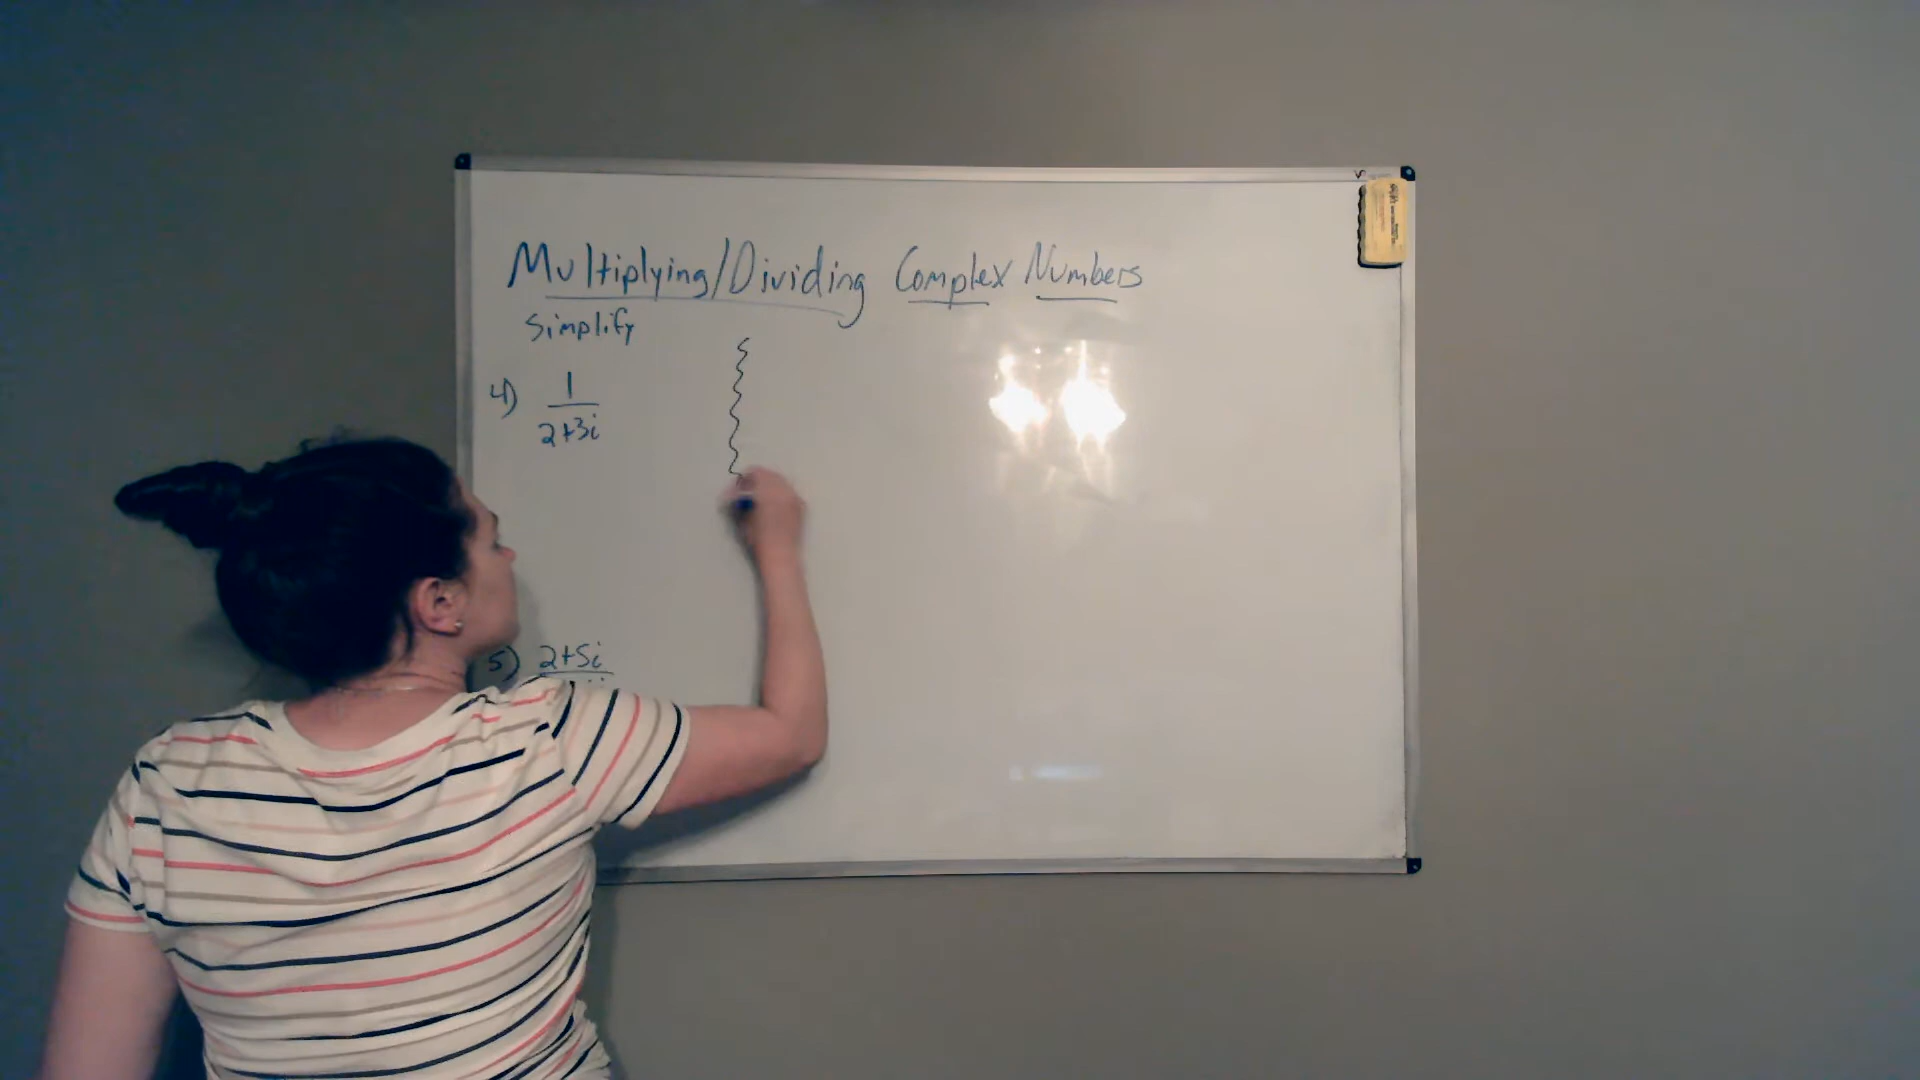 Multiplying/Dividing Complex Numbers
Simplify
4) 1
2+3i
5) 2+5i